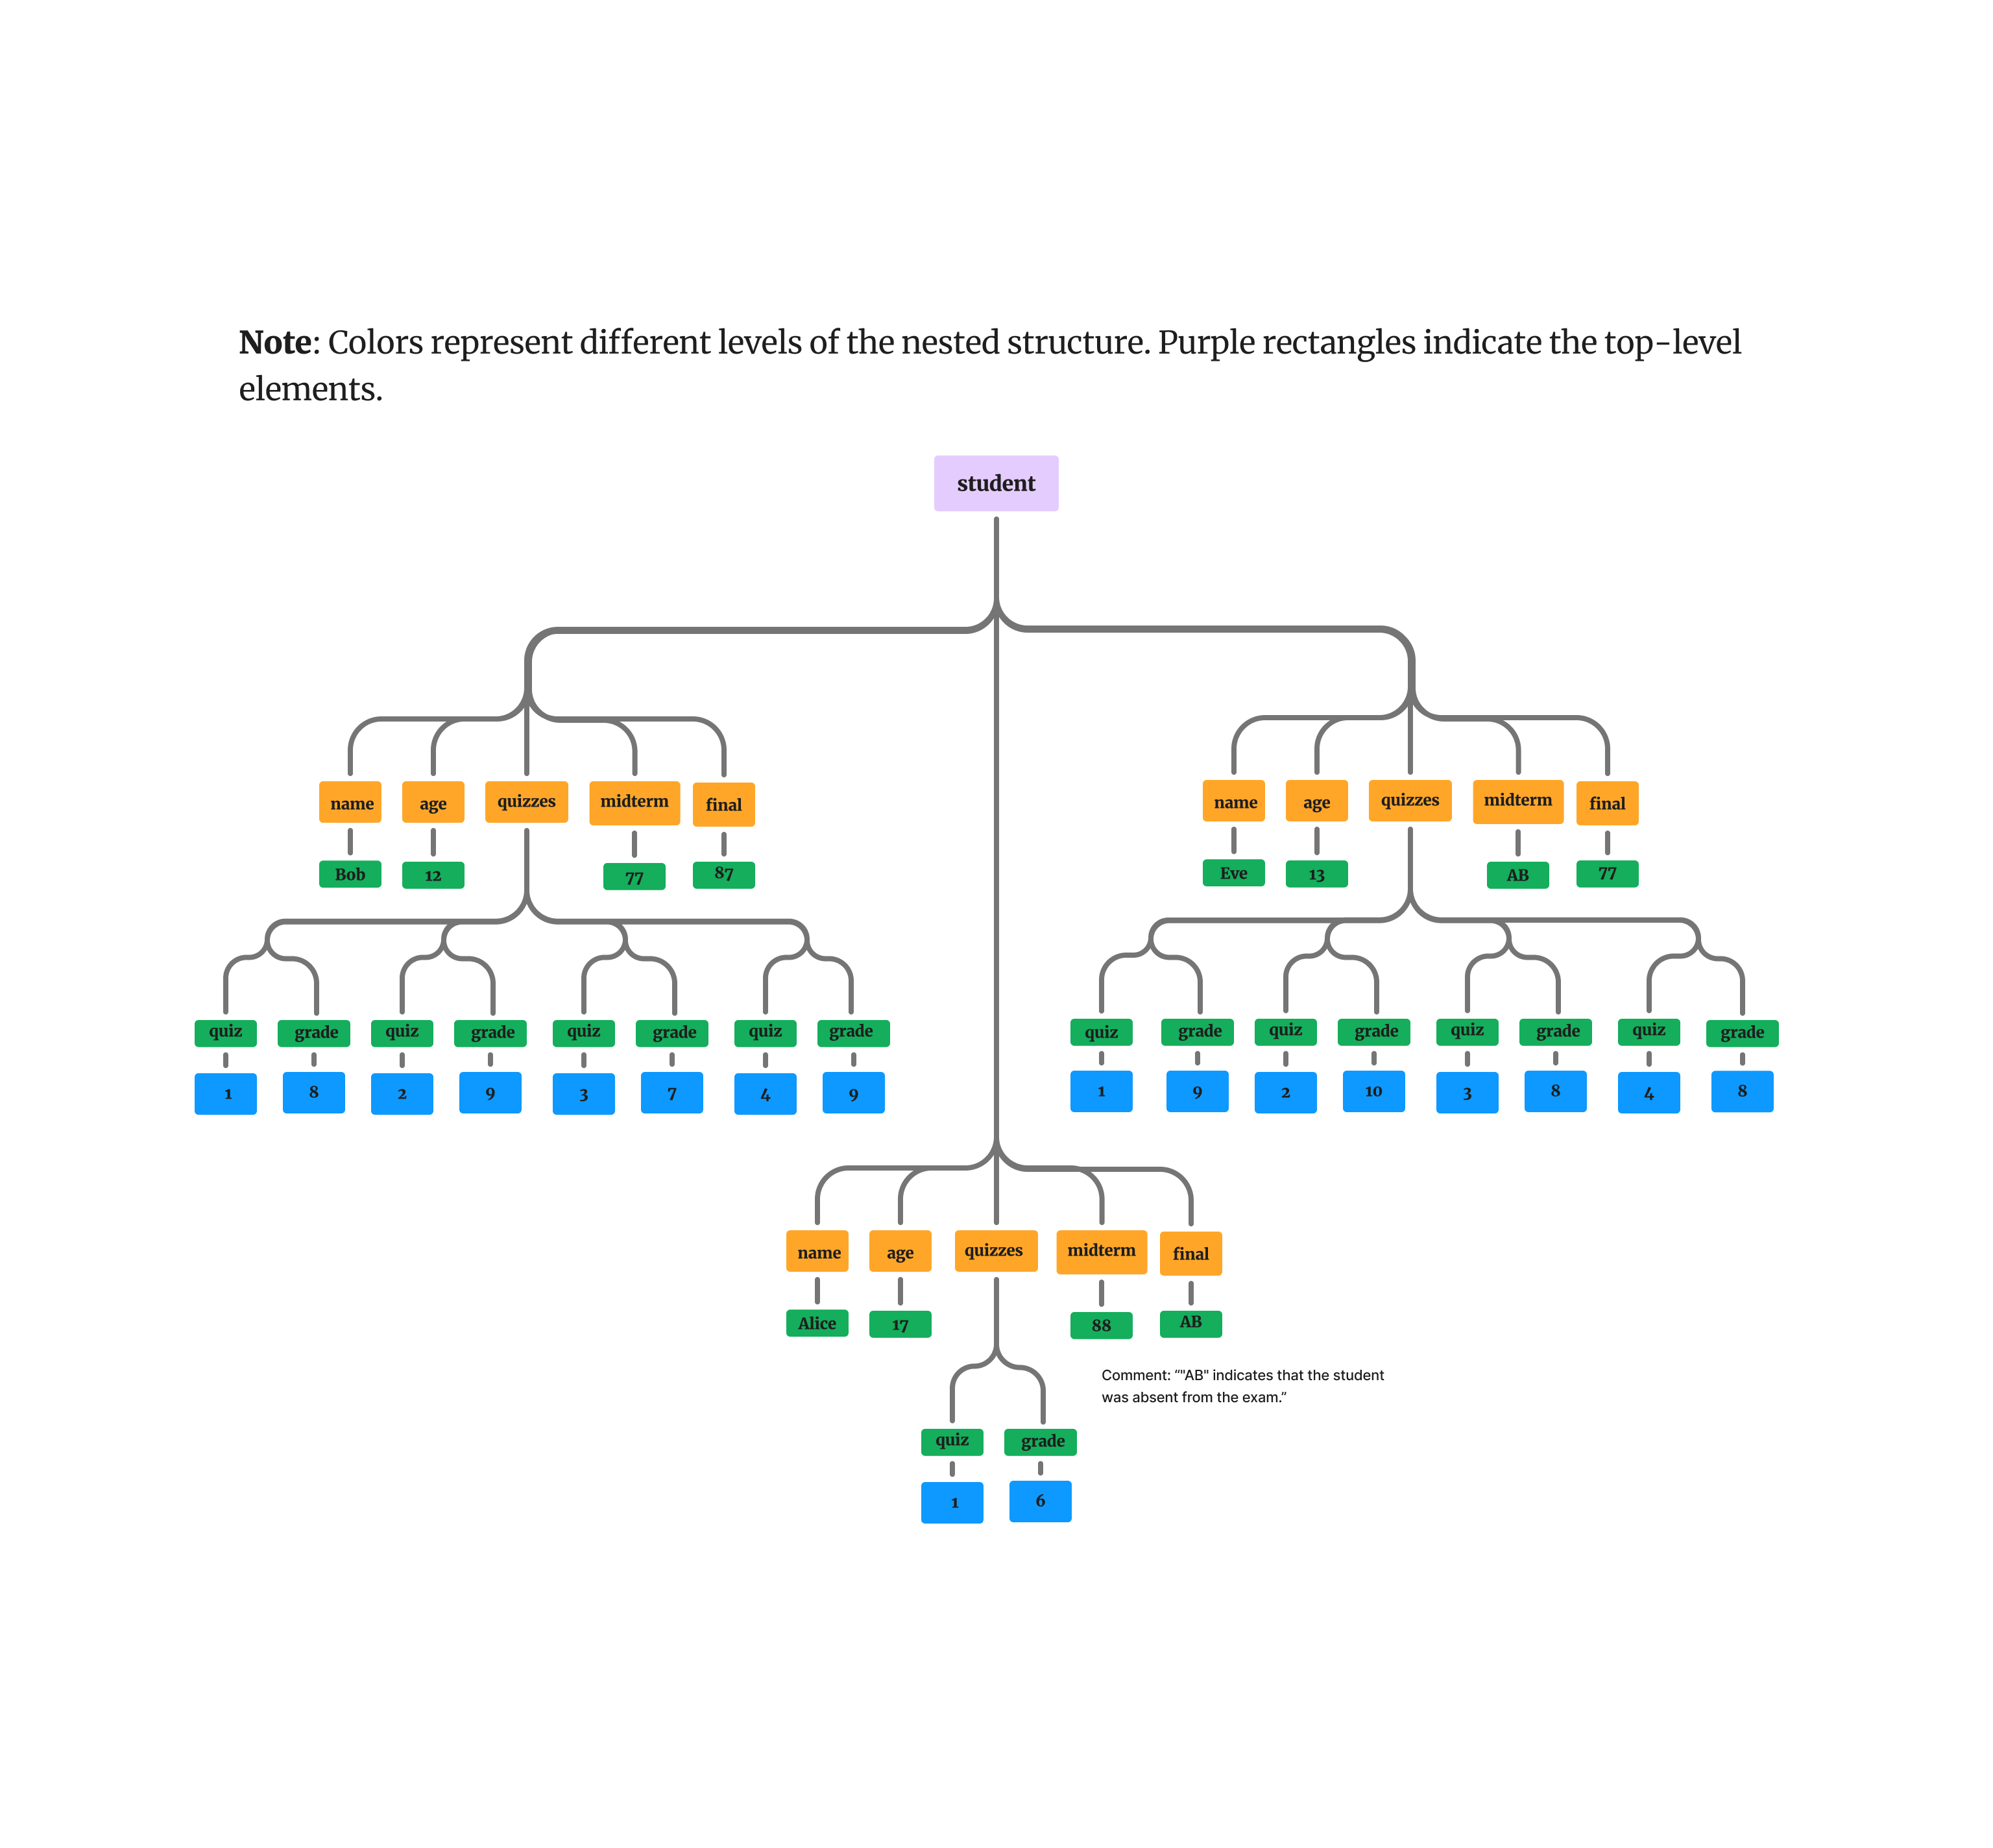 Note: Colors represent different levels of the nested structure. Purple rectangles indicate the top-level
elements.
student
name age quizzes midterm final
Bob 12 77 87
quiz grade quiz grade quiz grade quiz grade
1 8 2 9 3 7 4 9
name age quizzes midterm final
Eve 13 AB 77
quiz grade quiz grade quiz grade quiz grade
1 9 2 10 3 8 4 8
name age quizzes midterm final
Alice 17 88 AB
Comment: “"AB" indicates that the student
was absent from the exam.”
quiz grade
1 6